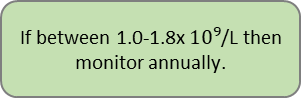 If between 1.0-1.8x 10⁹/L then
monitor annually.